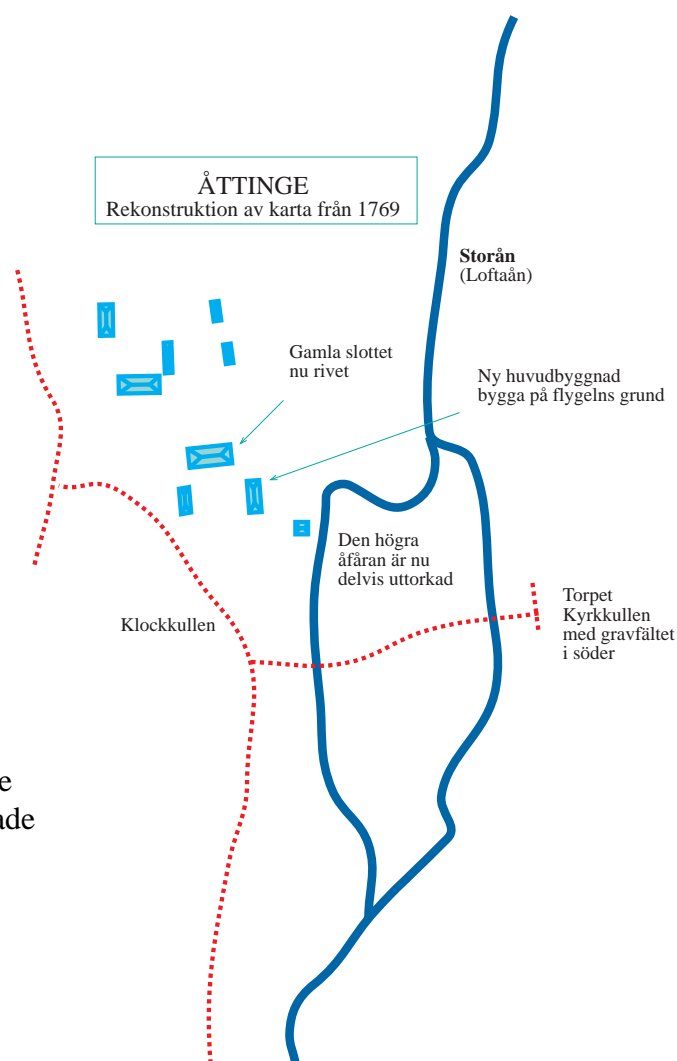 ÅTTINGE
Rekonstruktion av karta från 1769
Storån
(Loftaån)
Gamla slottet
nu rivet
Ny huvudbyggnad
bygga på flygelns grund
Den högra
åfåran är nu
delvis uttorkad
Torpet
Kyrkkullen
med gravfältet
i söder
Klockkullen
e
ade